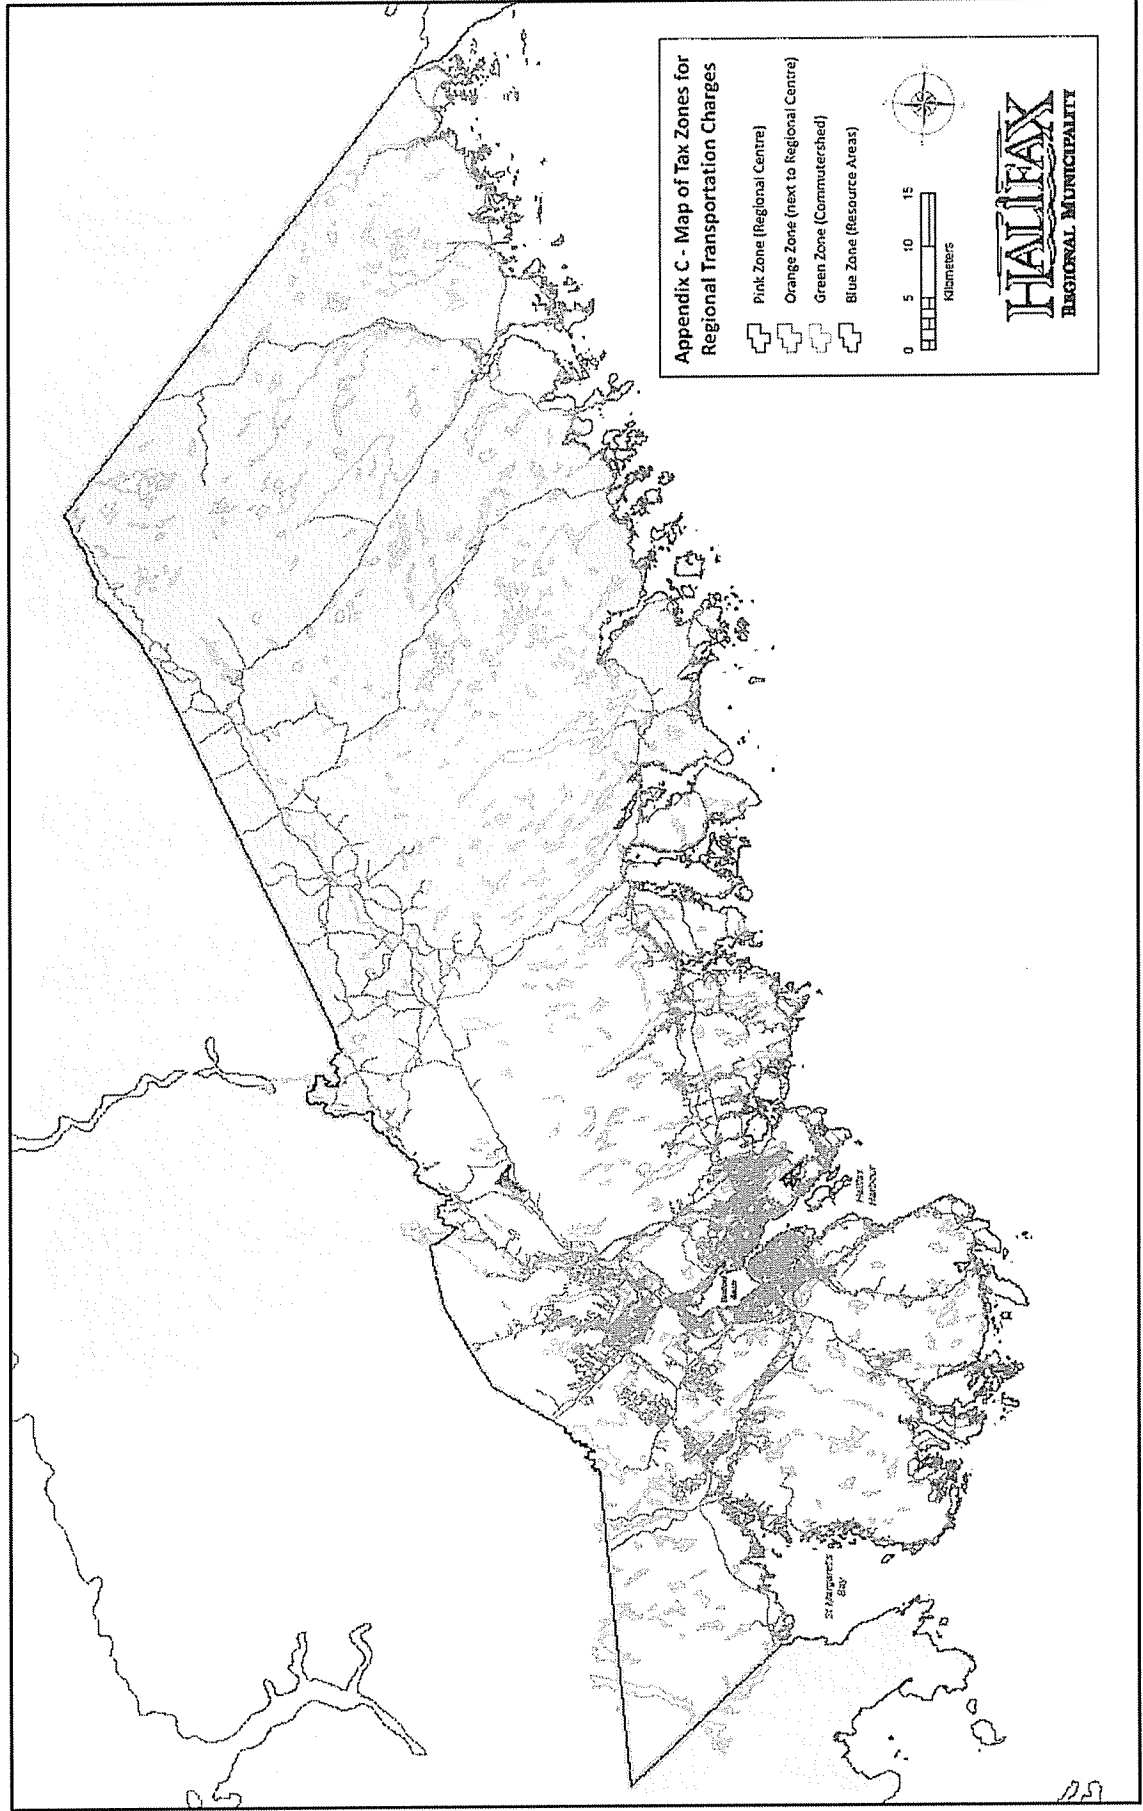 Appendix C - Map of Tax Zones for
Regional Transportation Charges
Pink Zone (Regional Centre)
Orange Zone (next to Regional Centre)
Green Zone (Commutershed)
Blue Zone (Resource Areas)
0 5 10 15
Kilometers
HALIFAX
REGIONAL MUNICIPALITY
Halifax
Harbour
St Margaret's
Bay